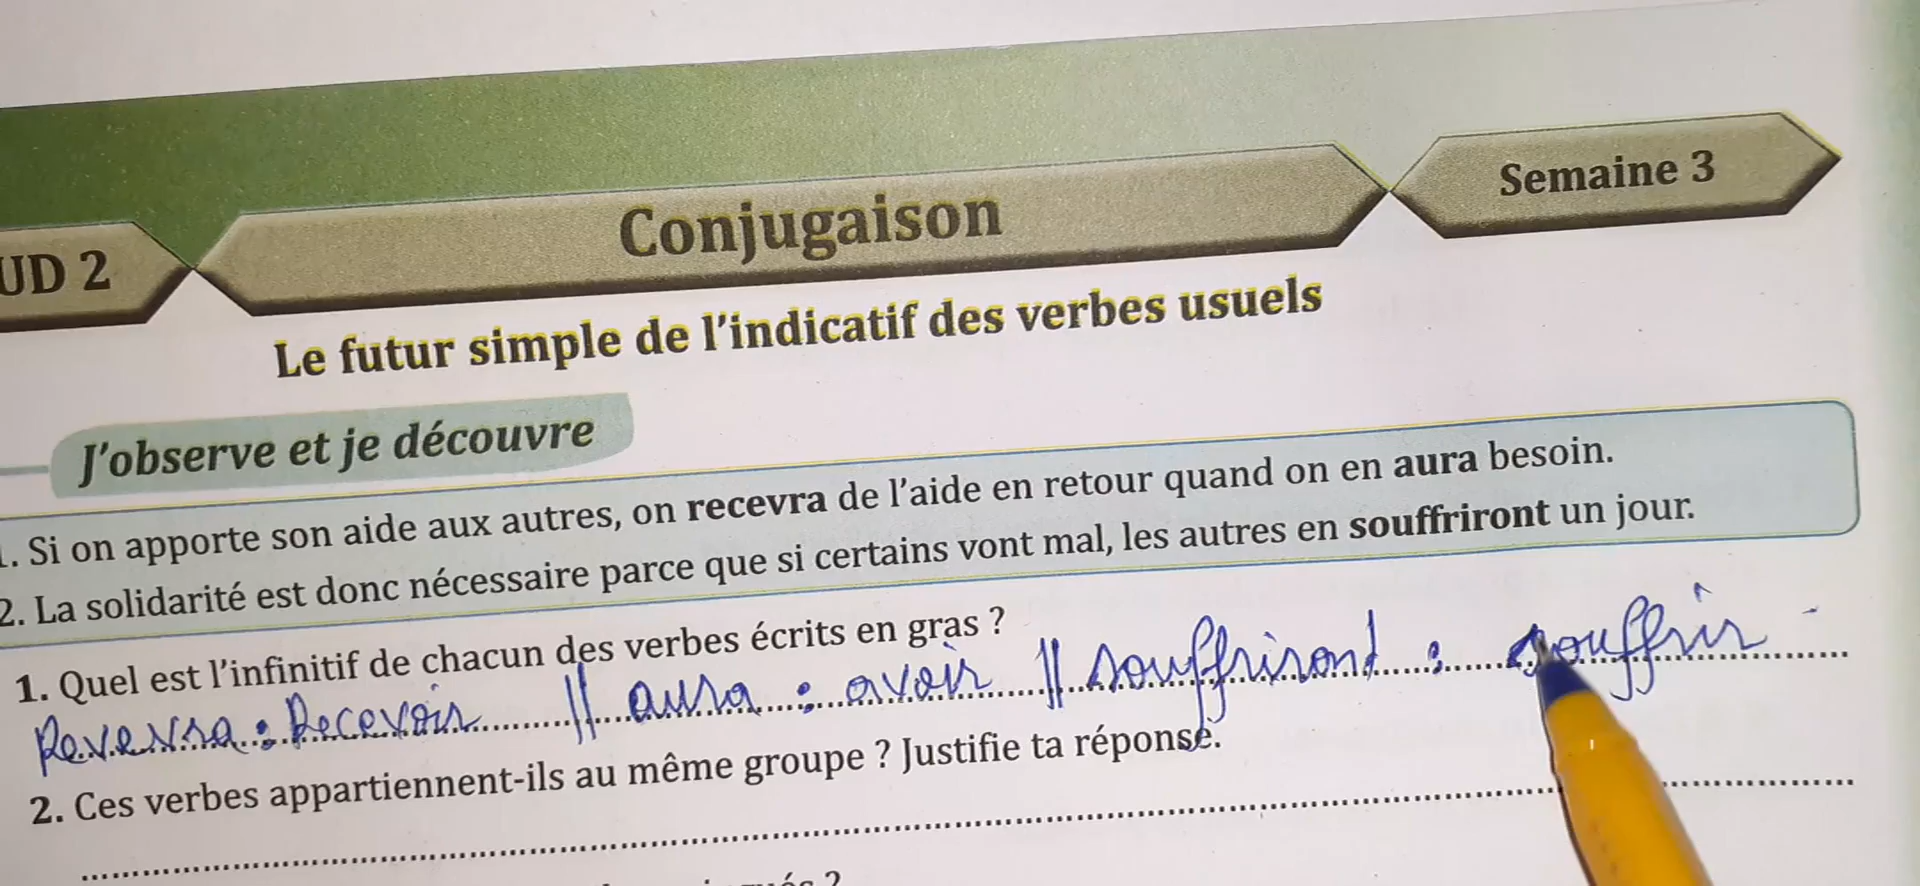 UD 2
Conjugaison
Semaine 3
Le futur simple de l'indicatif des verbes usuels
J'observe et je découvre
1. Si on apporte son aide aux autres, on recevra de l'aide en retour quand on en aura besoin.
2. La solidarité est donc nécessaire parce que si certains vont mal, les autres en souffriront un jour.
1. Quel est l'infinitif de chacun des verbes écrits en gras ?
Revevra : Recevoir || aura : avoir || souffriront : souffrir
2. Ces verbes appartiennent-ils au même groupe ? Justifie ta réponse.